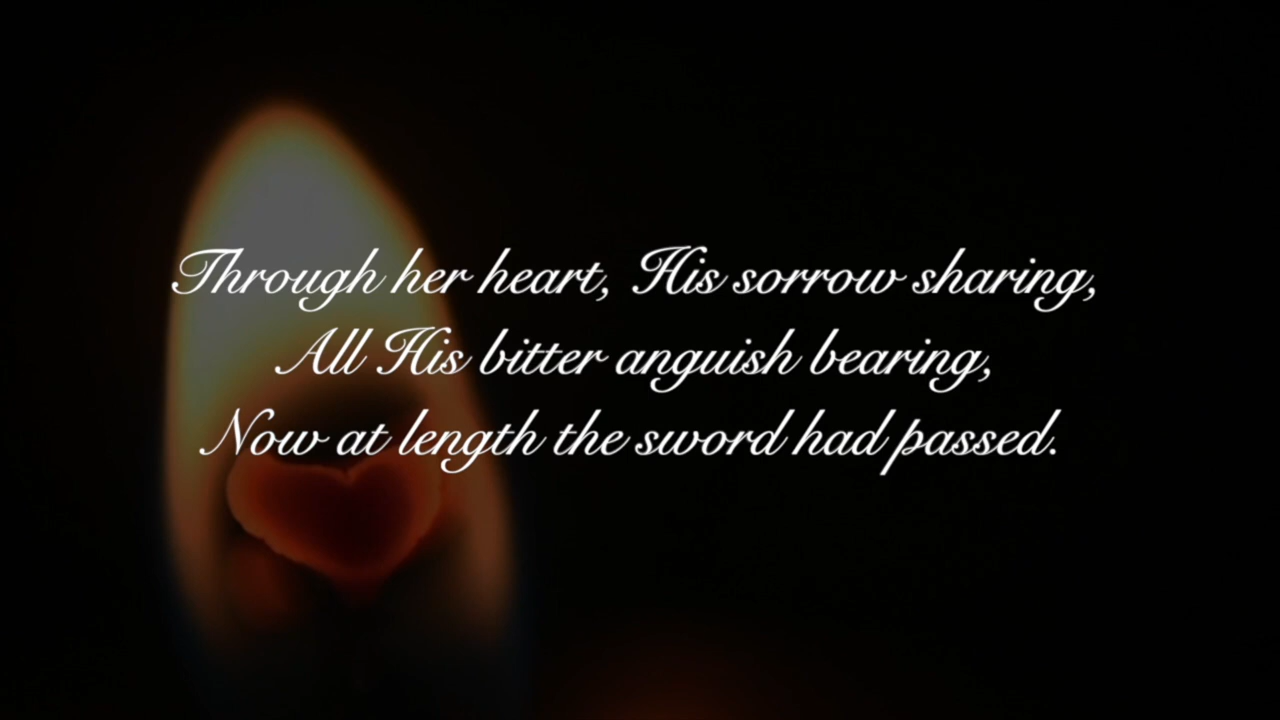 Through her heart, His sorrow sharing,
All His bitter anguish bearing,
Now at length the sword had passed.